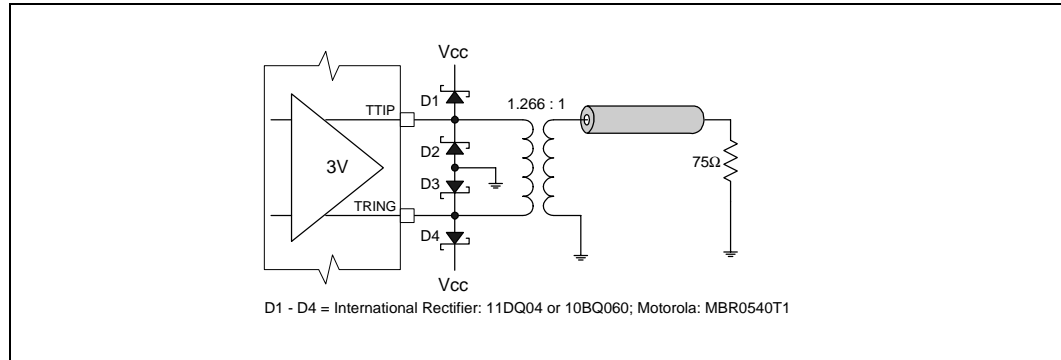 Vcc
D1
1.266 : 1
TTIP
D2
75Ω
3V
D3
TRING
D4
Vcc
D1 - D4 = International Rectifier: 11DQ04 or 10BQ060; Motorola: MBR0540T1